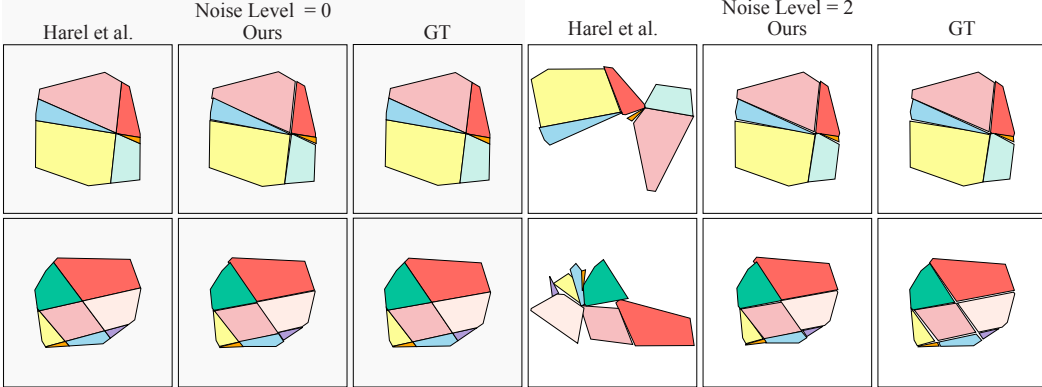 Noise Level = 0
Noise Level = 2
Harel et al.
Ours
GT
Harel et al.
Ours
GT